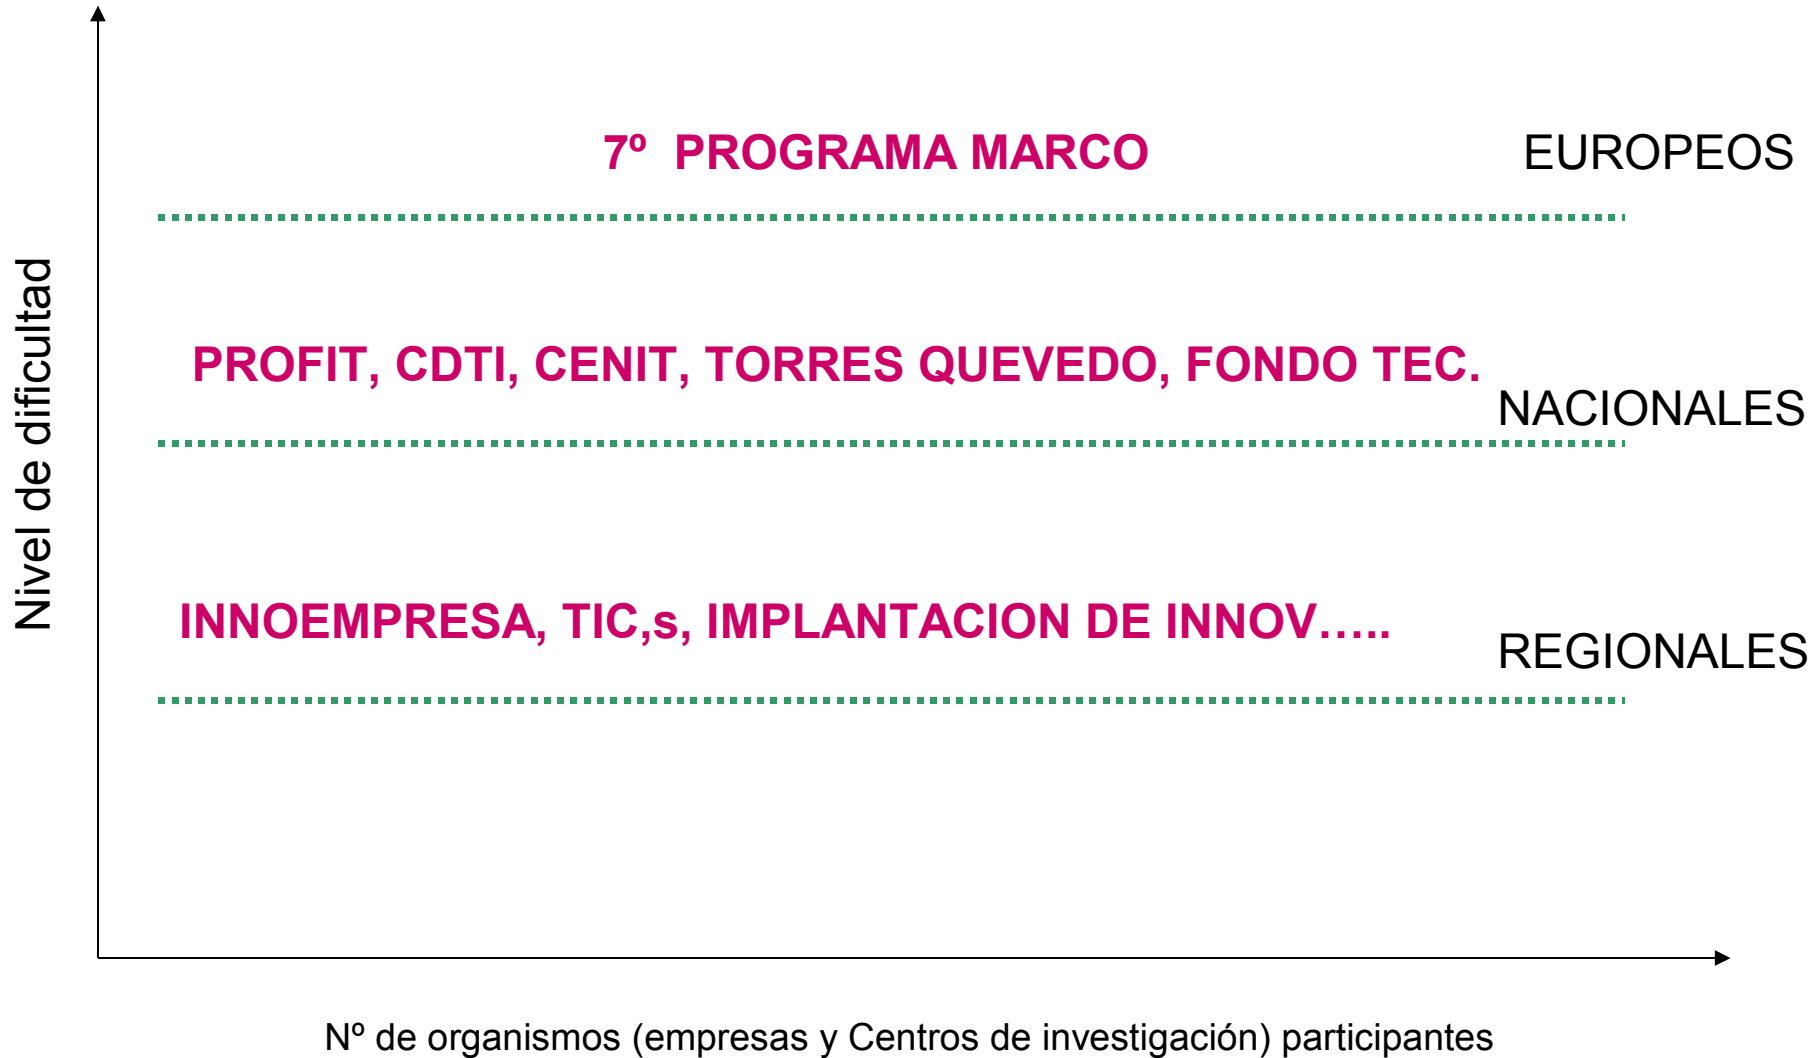 7º PROGRAMA MARCO
EUROPEOS
Nivel de dificultad
PROFIT, CDTI, CENIT, TORRES QUEVEDO, FONDO TEC.
NACIONALES
INNOEMPRESA, TIC,s, IMPLANTACION DE INNOV…..
REGIONALES
Nº de organismos (empresas y Centros de investigación) participantes